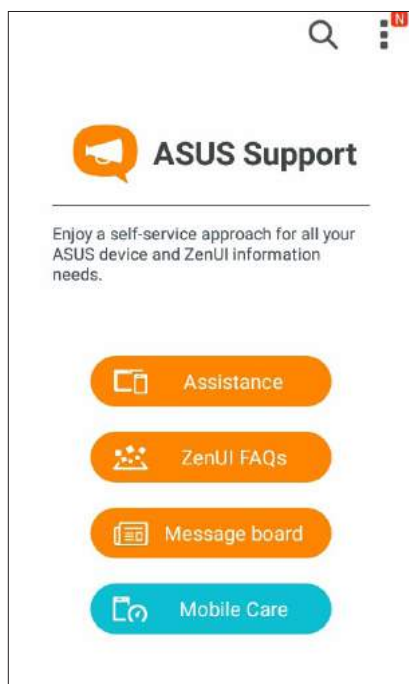 N
ASUS Support
Enjoy a self-service approach for all your
ASUS device and ZenUI information
needs.
Assistance
ZenUI FAQs
Message board
Mobile Care